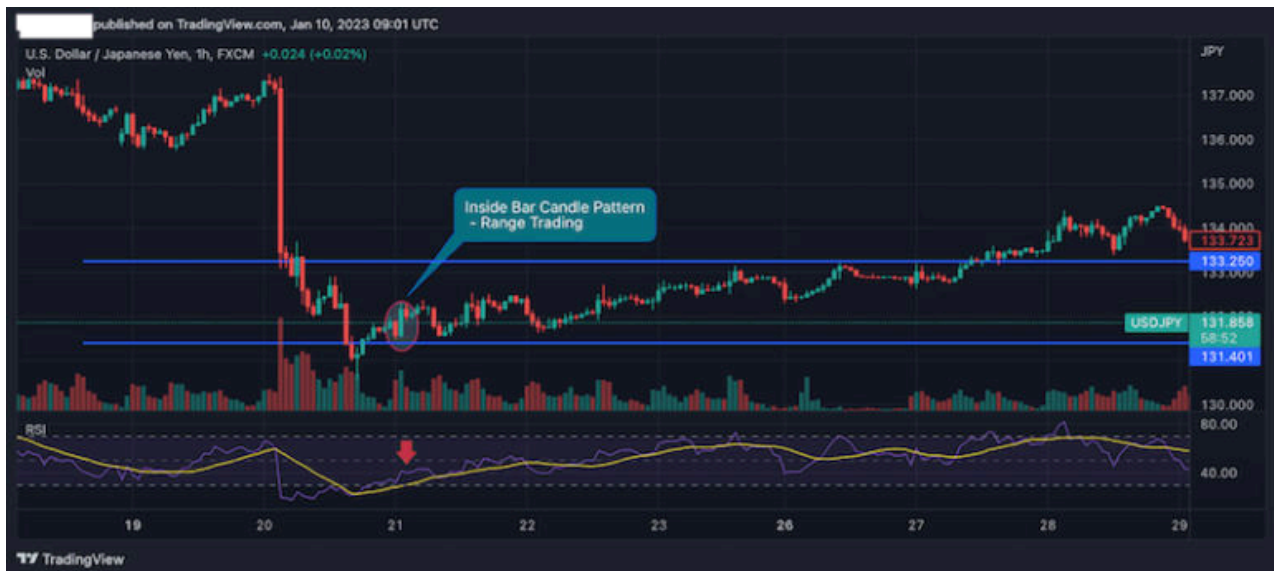 published on TradingView.com, Jan 10, 2023 09:01 UTC
U.S. Dollar / Japanese Yen, 1h, FXCM +0.024 (+0.02%)
Vol
JPY
137.000
136.000
135.000
Inside Bar Candle Pattern
- Range Trading
134.000
133.723
133.250
133.000
USDJPY 131.858
58:52
131.401
130.000
RSI
80.00
40.00
19 20 21 22 23 26 27 28 29
TradingView